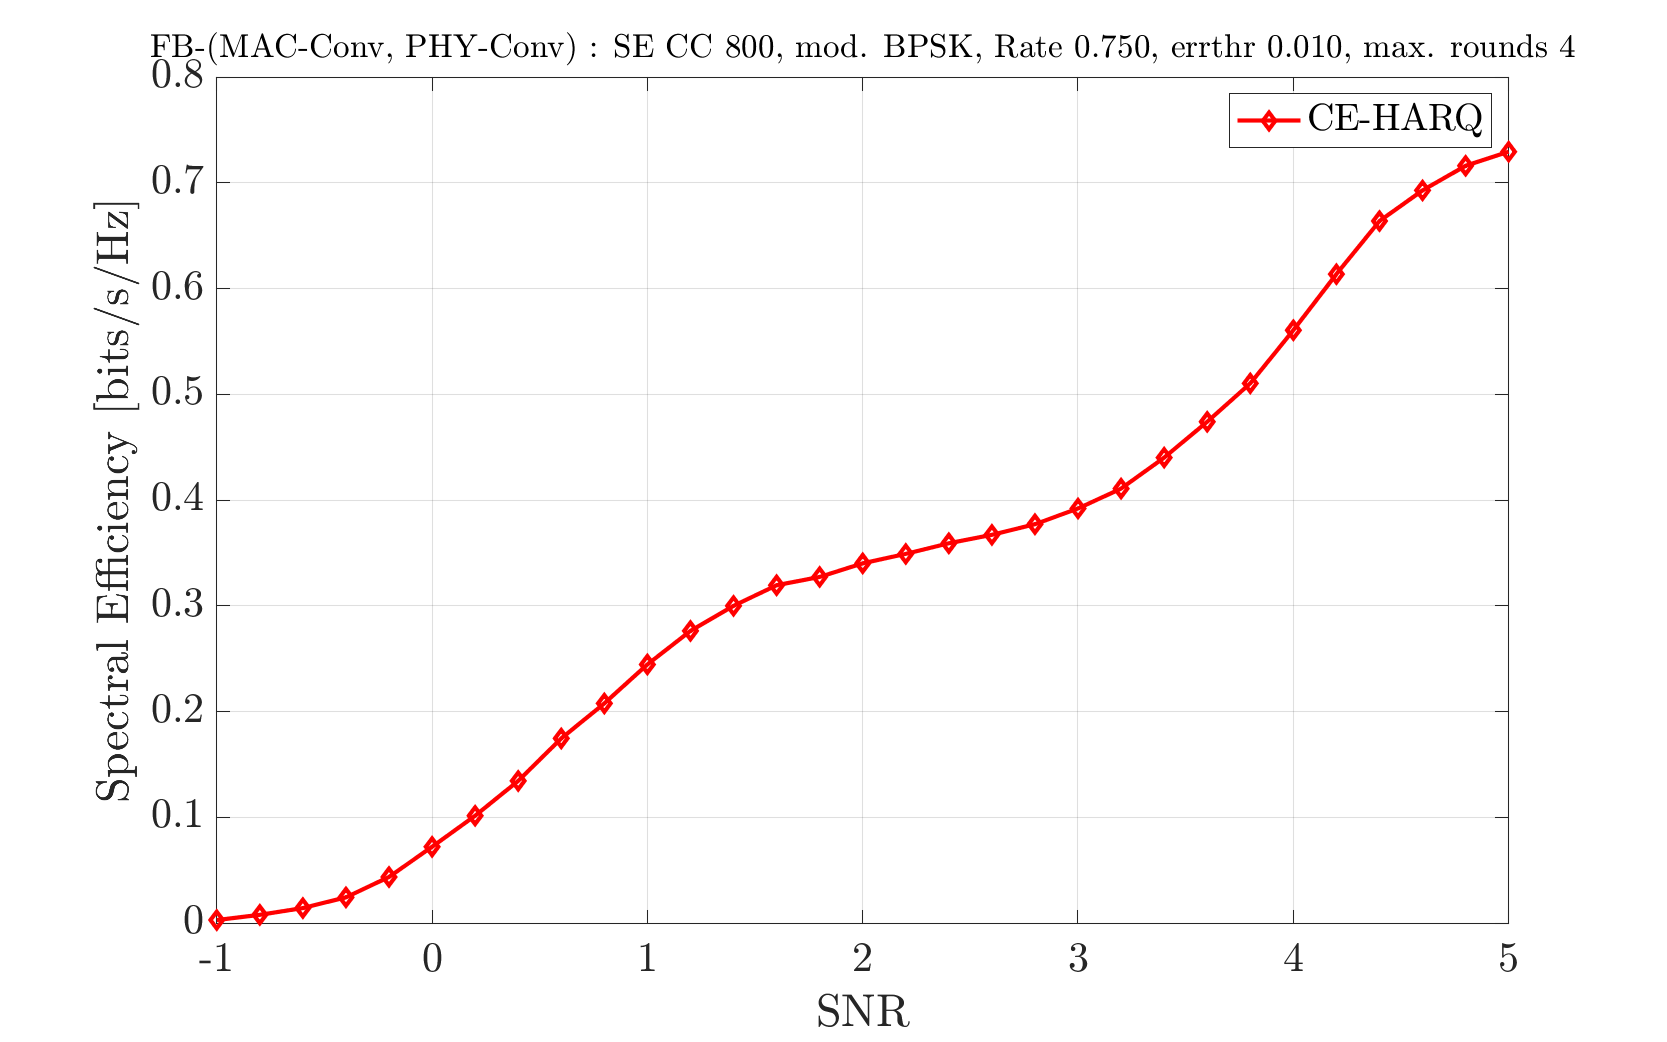 FB-(MAC-Conv, PHY-Conv) : SE CC 800, mod. BPSK, Rate 0.750, errthr 0.010, max. rounds 4
CE-HARQ
Spectral Efficiency [bits/s/Hz]
0.8
0.7
0.6
0.5
0.4
0.3
0.2
0.1
0
-1 0 1 2 3 4 5
SNR